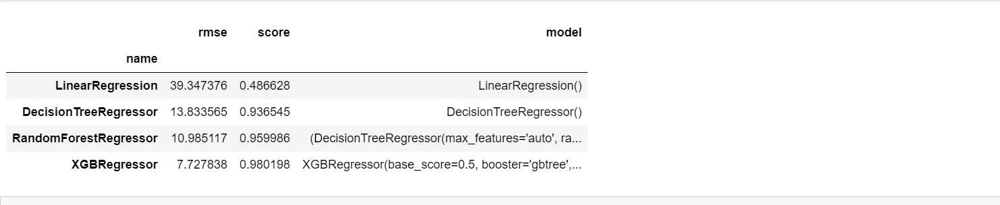 rmse score model
name
LinearRegression 39.347376 0.486628 LinearRegression()
DecisionTreeRegressor 13.833565 0.936545 DecisionTreeRegressor()
RandomForestRegressor 10.985117 0.959986 (DecisionTreeRegressor(max_features='auto', ra...
XGBRegressor 7.727838 0.980198 XGBRegressor(base_score=0.5, booster='gbtree',...